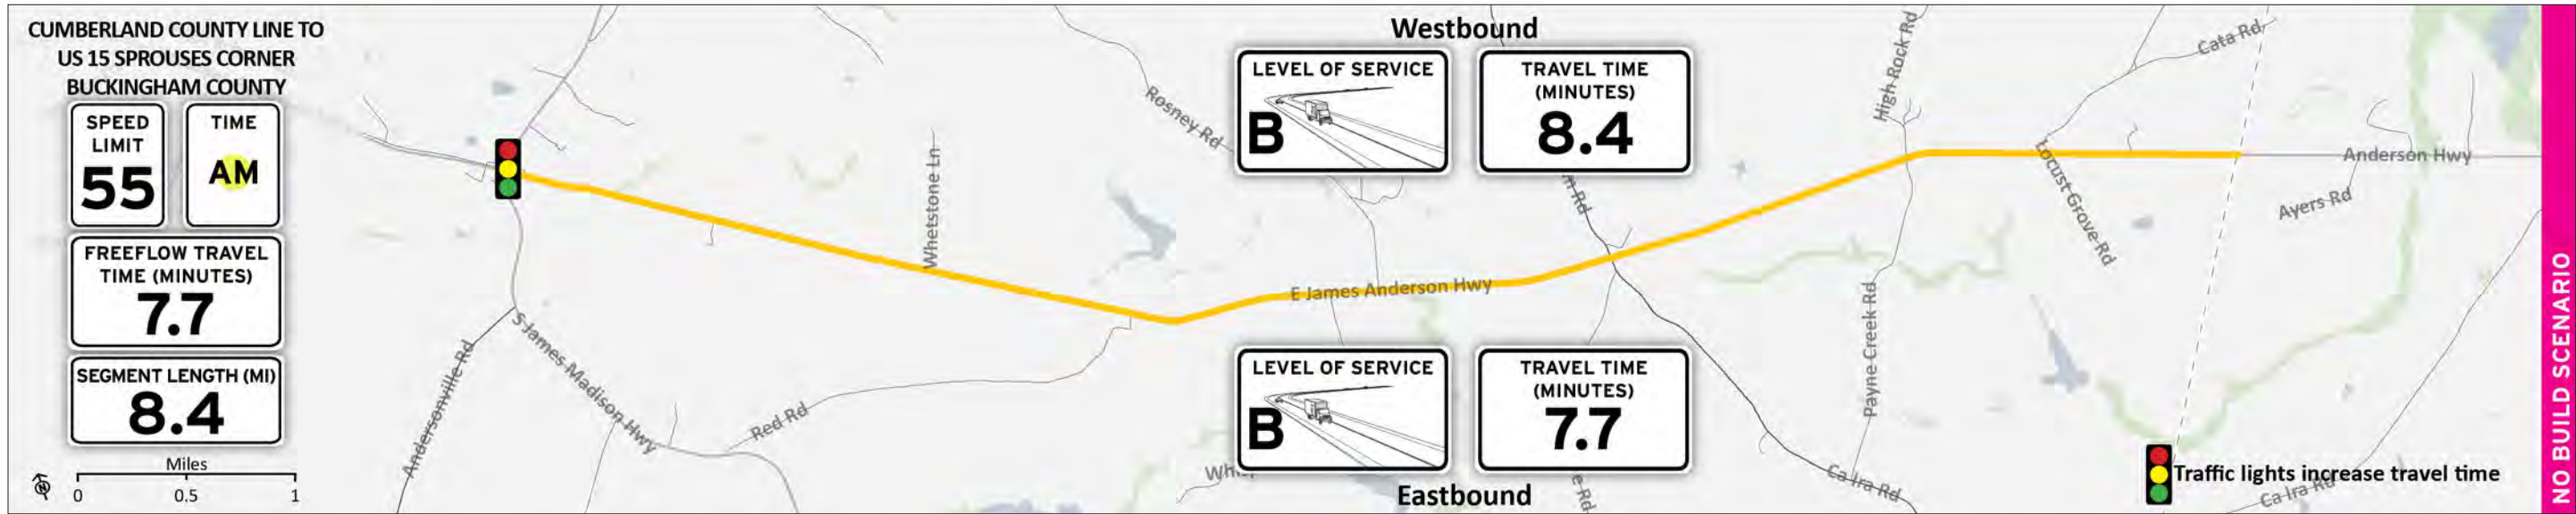 CUMBERLAND COUNTY LINE TO
US 15 SPROUSES CORNER
BUCKINGHAM COUNTY
SPEED
LIMIT
55
TIME
AM
FREEFLOW TRAVEL
TIME (MINUTES)
7.7
SEGMENT LENGTH (MI)
8.4
Miles
0 0.5 1
Westbound
LEVEL OF SERVICE
B
TRAVEL TIME
(MINUTES)
8.4
LEVEL OF SERVICE
B
TRAVEL TIME
(MINUTES)
7.7
Eastbound
Andersonville Rd
S James Madison Hwy
Red Rd
Whetstone Ln
Rosney Rd
E James Anderson Hwy
Rd
Rd
High Rock Rd
Payne Creek Rd
Ca Ira Rd
Cata Rd
Locust Grove Rd
Anderson Hwy
Ayers Rd
Traffic lights increase travel time
Ca Ira Rd
NO BUILD SCENARIO